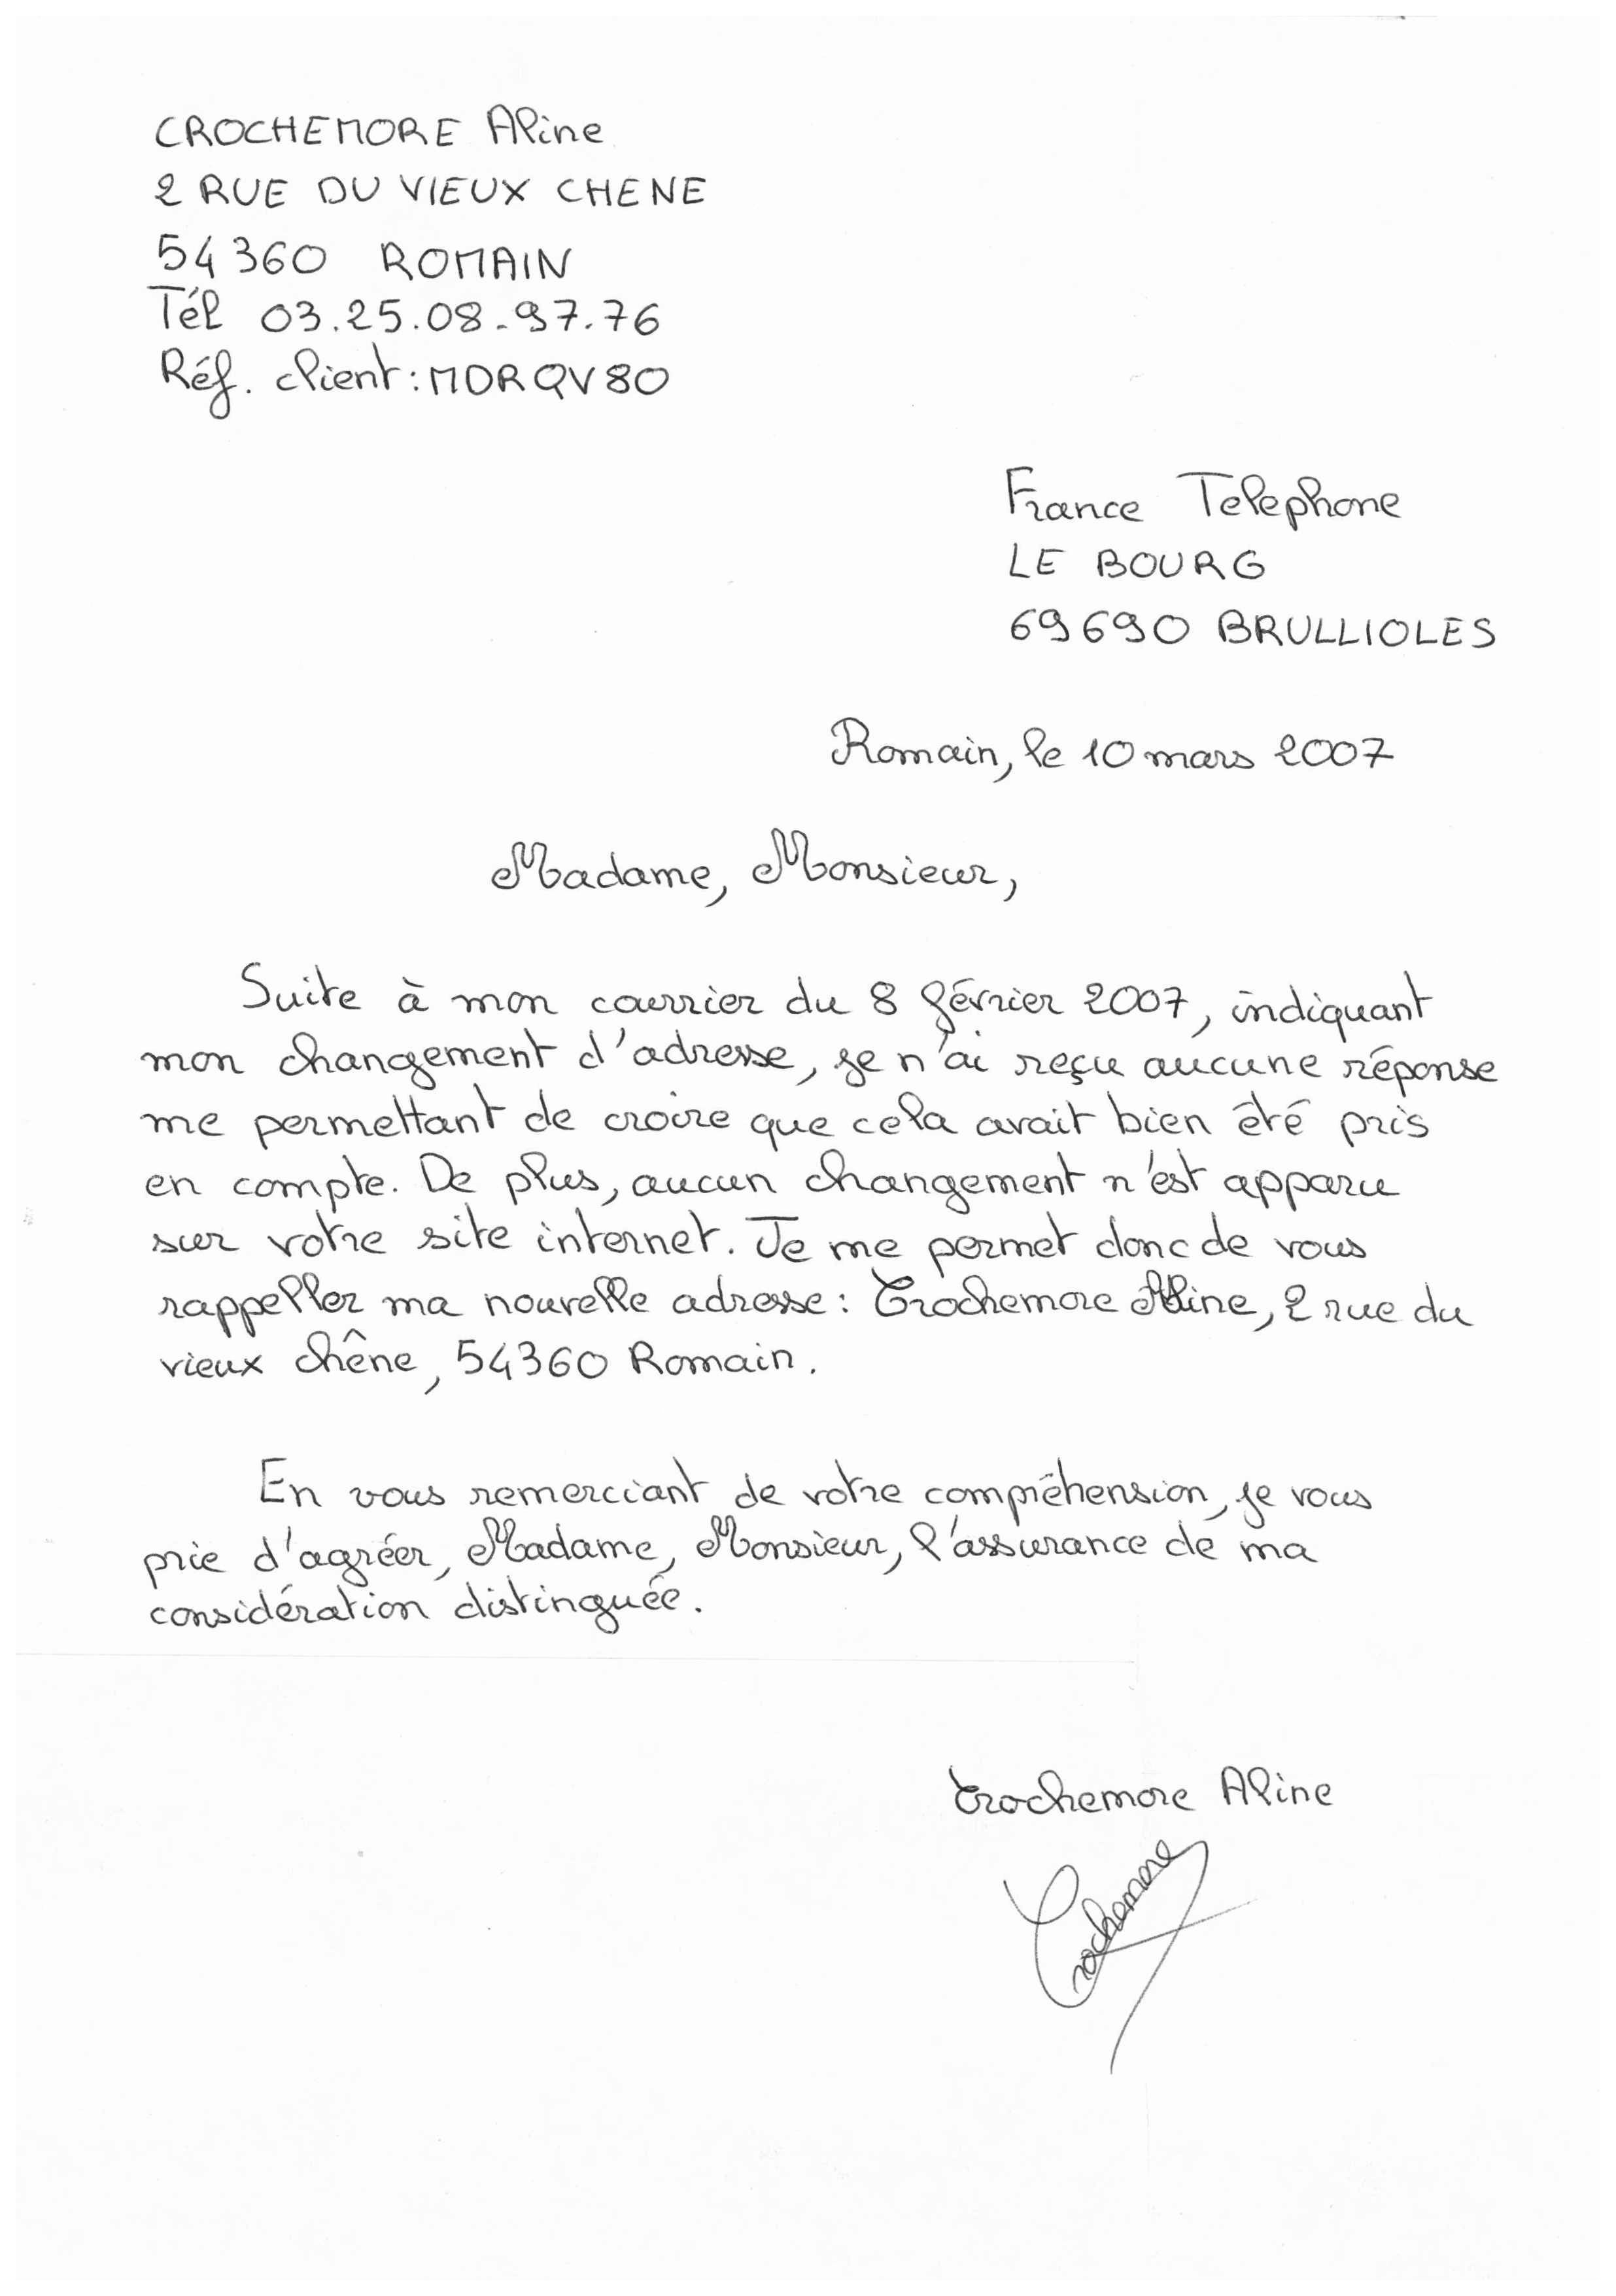 CROCHEMORE Aline
2 RUE DU VIEUX CHENE
54360 ROMAIN
Tél 03.25.08.97.76
Réf. client : MDRQV80
France Telephone
LE BOURG
69690 BRULLIOLES
Romain, le 10 mars 2007
Madame, Monsieur,
Suite à mon courrier du 8 février 2007, indiquant
mon changement d'adresse, je n'ai reçu aucune réponse
me permettant de croire que cela avait bien été pris
en compte. De plus, aucun changement n'est apparu
sur votre site internet. Je me permet donc de vous
rappeller ma nouvelle adresse : Crochemore Aline, 2 rue du
vieux chêne, 54360 Romain.
En vous remerciant de votre compréhension, je vous
prie d'agréer, Madame, Monsieur, l'assurance de ma
considération distinguée.
Crochemore Aline
Crochemore